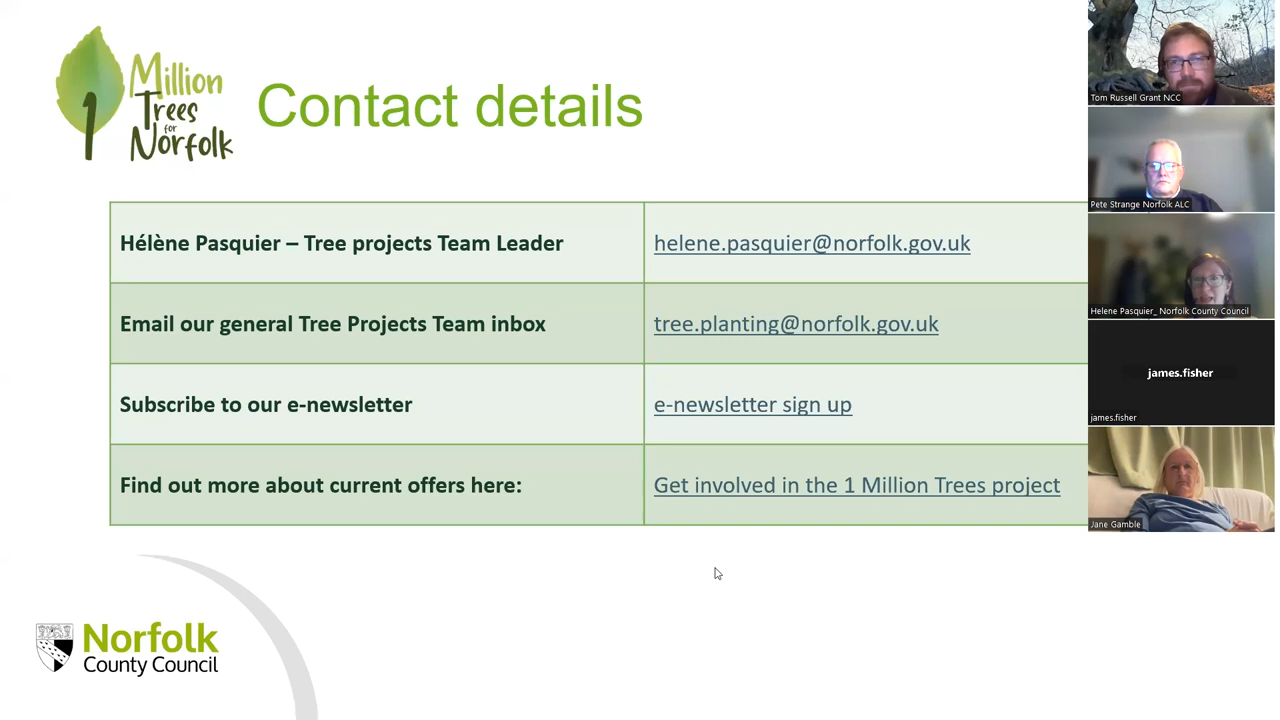 1
Million
Trees
for
Norfolk
Contact details
Hélène Pasquier – Tree projects Team Leader
helene.pasquier@norfolk.gov.uk
Email our general Tree Projects Team inbox
tree.planting@norfolk.gov.uk
Subscribe to our e-newsletter
e-newsletter sign up
Find out more about current offers here:
Get involved in the 1 Million Trees project
Norfolk
County Council
Tom Russell Grant NCC
Pete Strange Norfolk ALC
Helene Pasquier_ Norfolk County Council
james.fisher
james.fisher
Jane Gamble